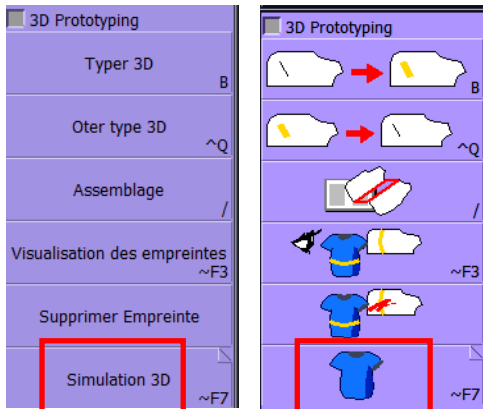 3D Prototyping
Typer 3D
B
Oter type 3D
^Q
Assemblage
/
Visualisation des empreintes
~F3
Supprimer Empreinte
Simulation 3D
~F7
3D Prototyping
B
^Q
/
~F3
~F7